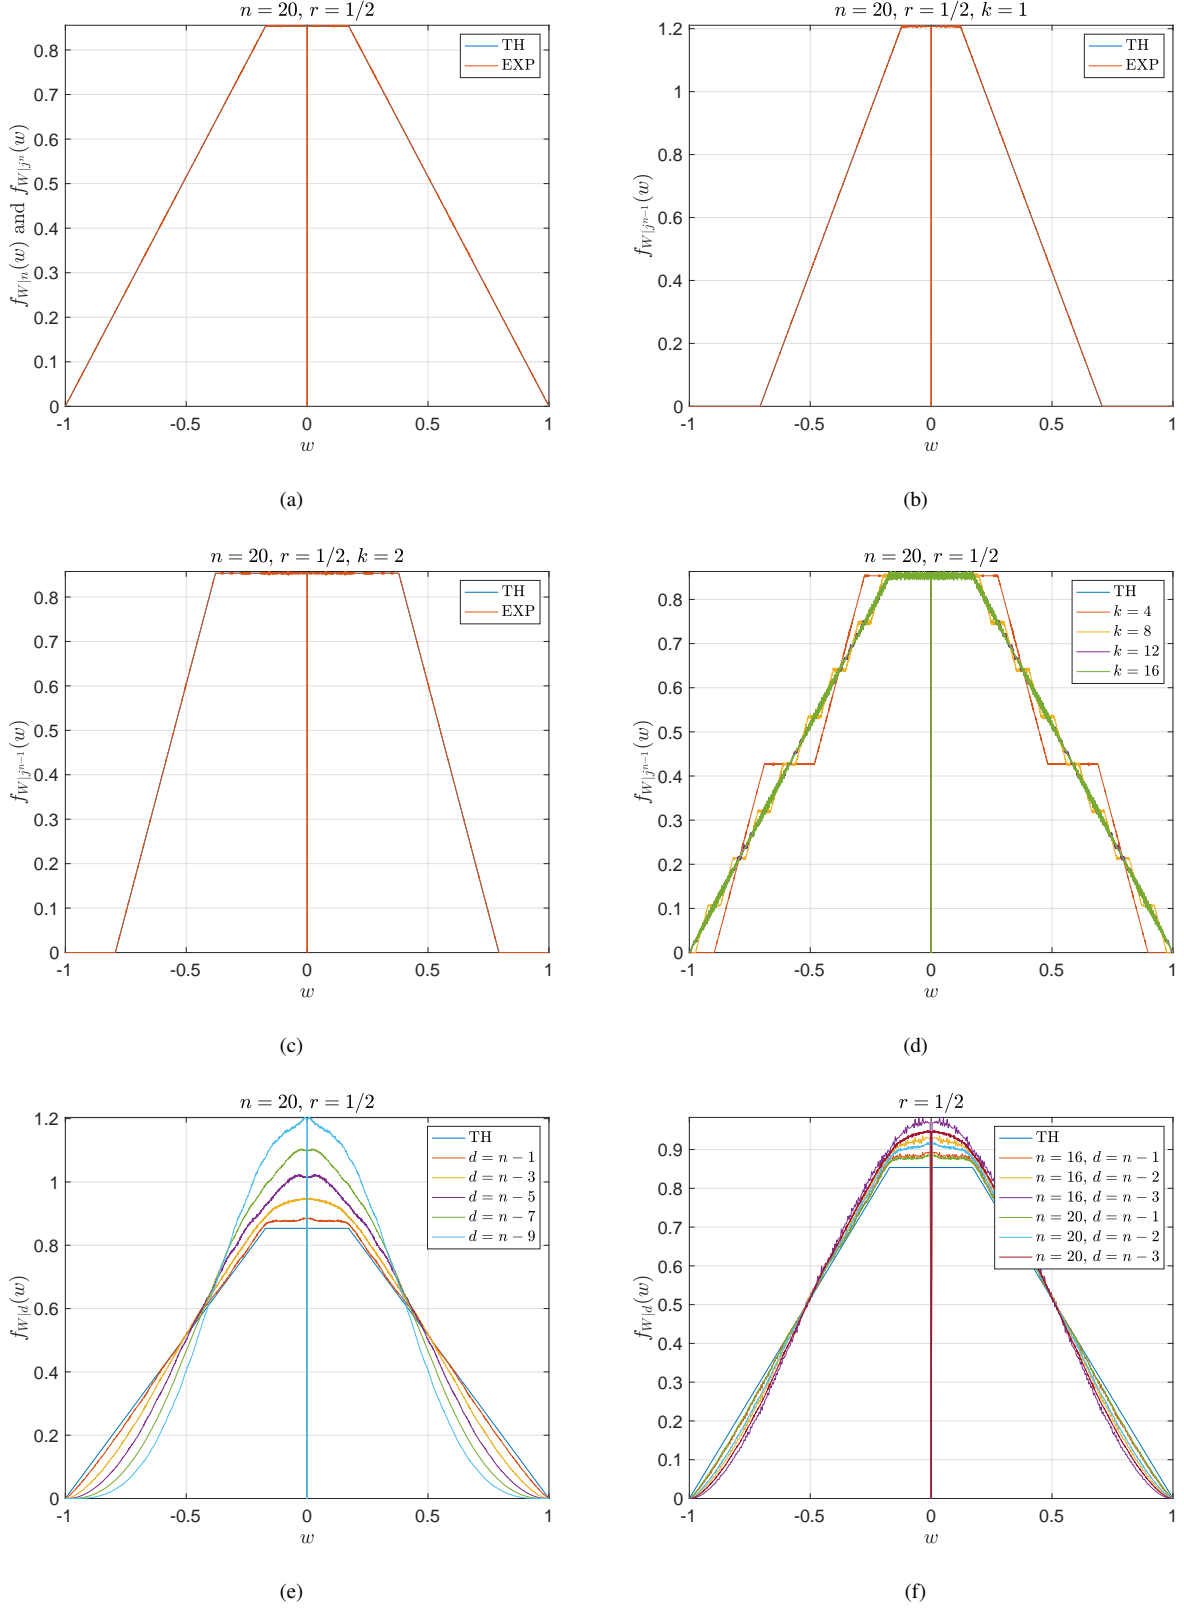 n = 20, r = 1/2
f_{W|n}(w) and f_{W|j^n}(w)
0.8
0.7
0.6
0.5
0.4
0.3
0.2
0.1
0
-1
-0.5
0
0.5
1
w
TH
EXP
(a)
n = 20, r = 1/2, k = 1
f_{W|j^{n-1}}(w)
1.2
1
0.8
0.6
0.4
0.2
0
-1
-0.5
0
0.5
1
w
TH
EXP
(b)
n = 20, r = 1/2, k = 2
f_{W|j^{n-1}}(w)
0.8
0.7
0.6
0.5
0.4
0.3
0.2
0.1
0
-1
-0.5
0
0.5
1
w
TH
EXP
(c)
n = 20, r = 1/2
f_{W|j^{n-1}}(w)
0.8
0.7
0.6
0.5
0.4
0.3
0.2
0.1
0
-1
-0.5
0
0.5
1
w
TH
k = 4
k = 8
k = 12
k = 16
(d)
n = 20, r = 1/2
f_{W|d}(w)
1.2
1
0.8
0.6
0.4
0.2
0
-1
-0.5
0
0.5
1
w
TH
d = n − 1
d = n − 3
d = n − 5
d = n − 7
d = n − 9
(e)
r = 1/2
f_{W|d}(w)
0.9
0.8
0.7
0.6
0.5
0.4
0.3
0.2
0.1
0
-1
-0.5
0
0.5
1
w
TH
n = 16, d = n − 1
n = 16, d = n − 2
n = 16, d = n − 3
n = 20, d = n − 1
n = 20, d = n − 2
n = 20, d = n − 3
(f)